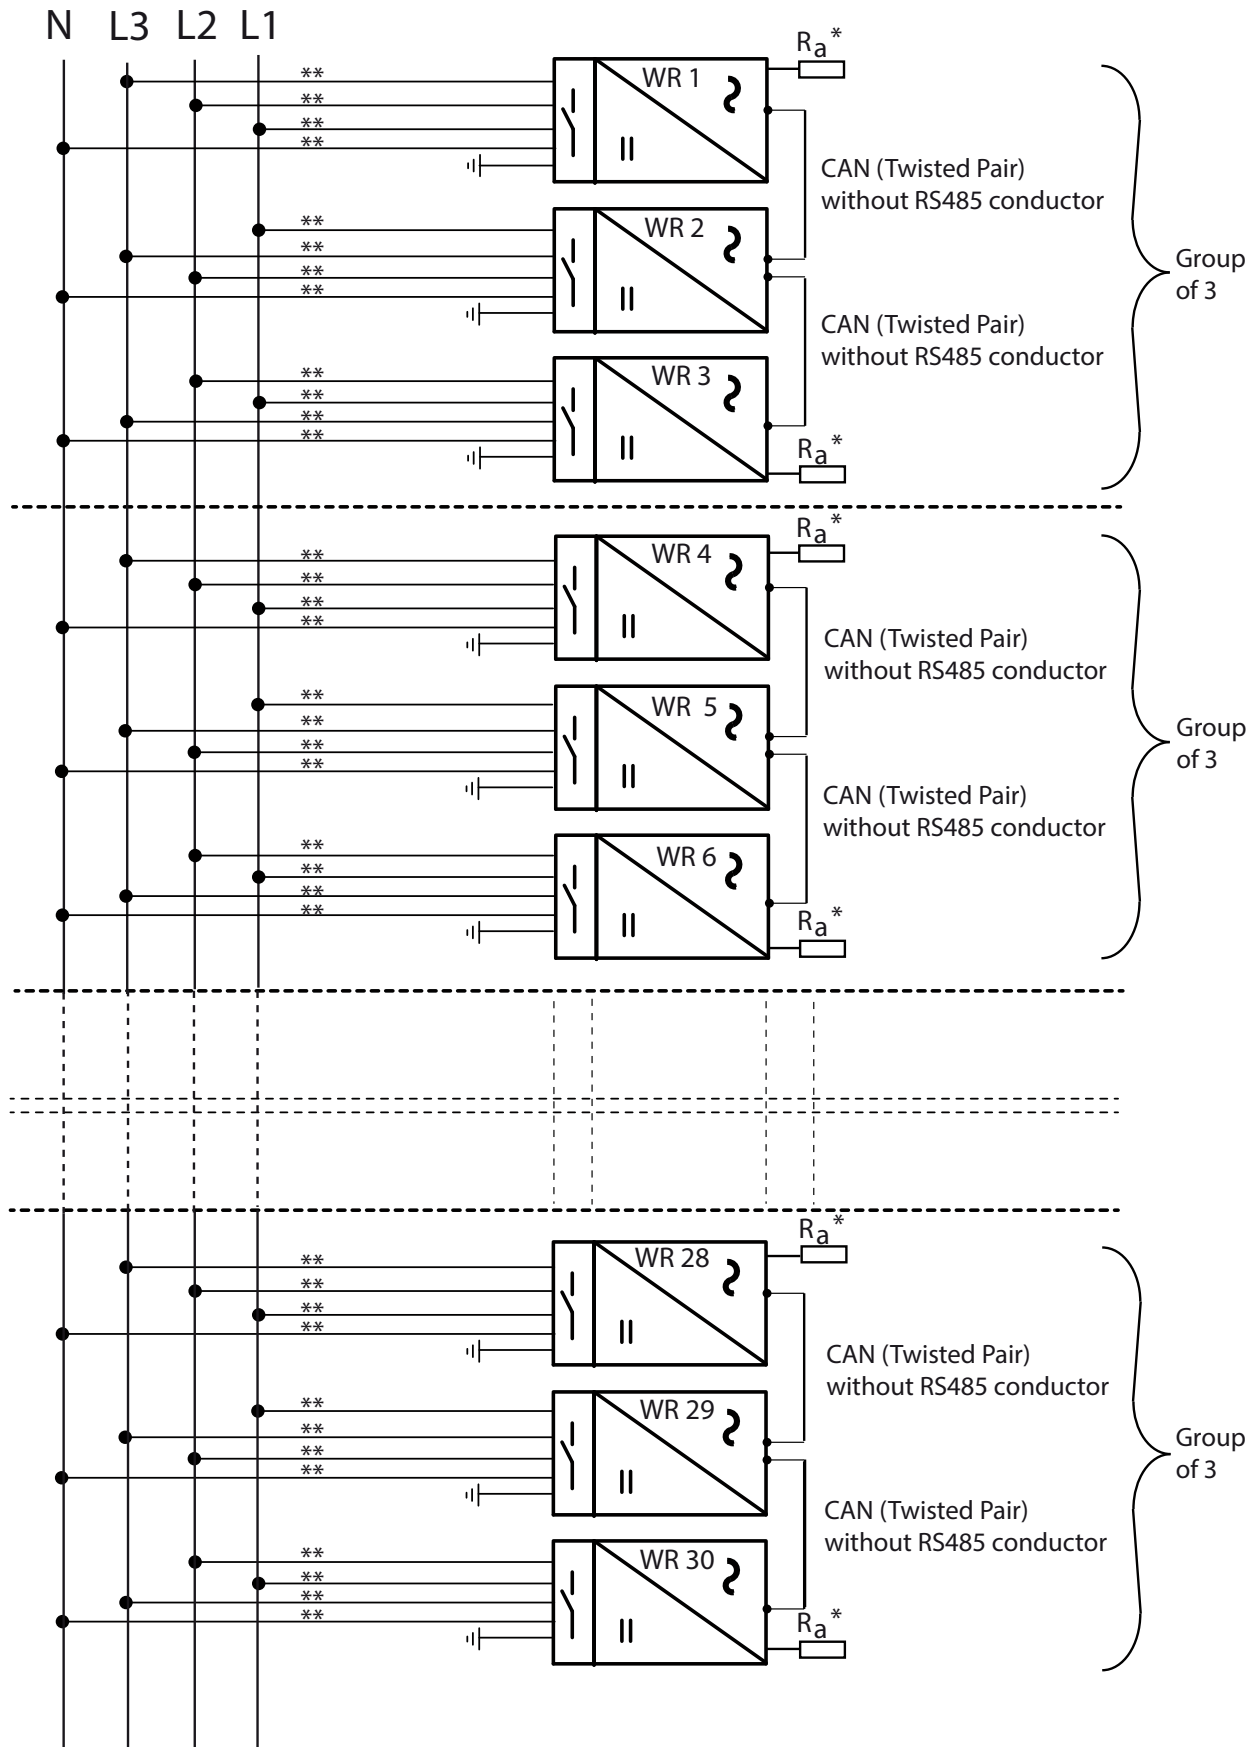 N L3 L2 L1
Ra*
**
WR 1
**
**
**
CAN (Twisted Pair)
without RS485 conductor
**
WR 2
**
**
**
Group
of 3
CAN (Twisted Pair)
without RS485 conductor
**
WR 3
**
**
**
Ra*
Ra*
**
WR 4
**
**
**
CAN (Twisted Pair)
without RS485 conductor
**
WR 5
**
**
**
Group
of 3
CAN (Twisted Pair)
without RS485 conductor
**
WR 6
**
**
**
Ra*
Ra*
**
WR 28
**
**
**
CAN (Twisted Pair)
without RS485 conductor
**
WR 29
**
**
**
Group
of 3
CAN (Twisted Pair)
without RS485 conductor
**
WR 30
**
**
**
Ra*